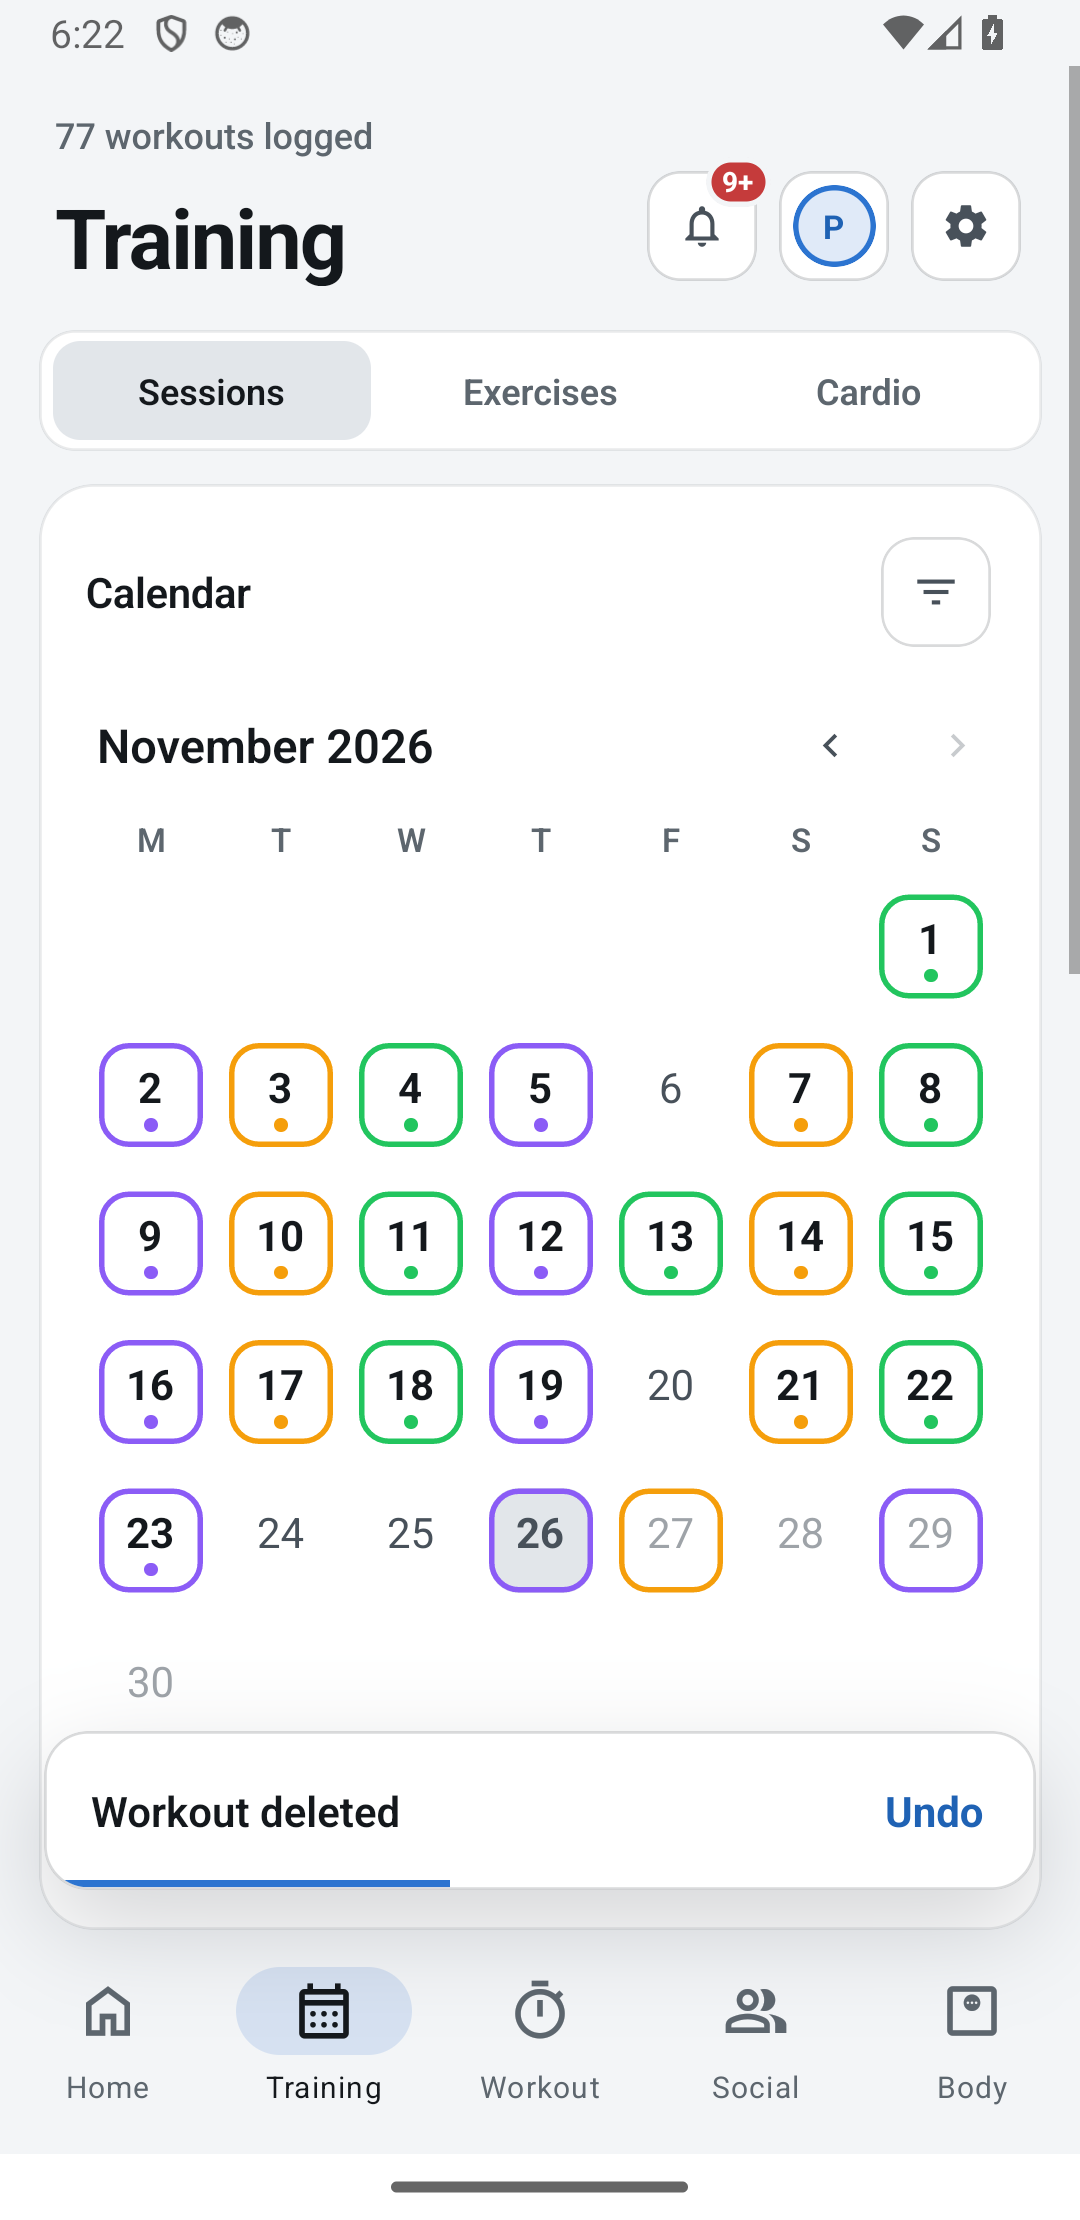 6:22
77 workouts logged
Training
9+
P
Sessions Exercises Cardio
Calendar
November 2026
M T W T F S S
1
2 3 4 5 6 7 8
9 10 11 12 13 14 15
16 17 18 19 20 21 22
23 24 25 26 27 28 29
30
Workout deleted Undo
Home Training Workout Social Body